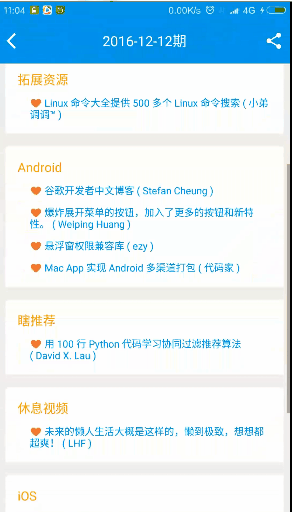 11:04 0.00K/s 4G
2016-12-12期
拓展资源
Linux 命令大全提供 500 多个 Linux 命令搜索 ( 小弟
调调™ )
Android
谷歌开发者中文博客 ( Stefan Cheung )
爆炸展开菜单的按钮，加入了更多的按钮和新特
性。 ( Weiping Huang )
悬浮窗权限兼容库 ( ezy )
Mac App 实现 Android 多渠道打包 ( 代码家 )
瞎推荐
用 100 行 Python 代码学习协同过滤推荐算法
( David X. Lau )
休息视频
未来的懒人生活大概是这样的，懒到极致，想想都
超爽！ ( LHF )
iOS